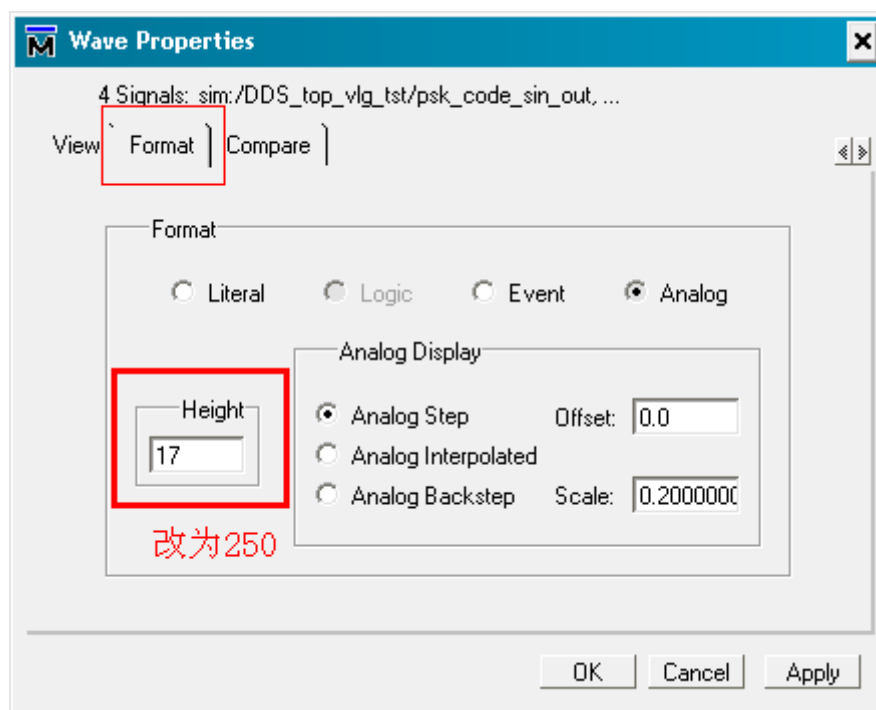 Wave Properties
4 Signals: sim:/DDS_top_vlg_tst/psk_code_sin_out, ...
View Format Compare
Format
Literal Logic Event Analog
Analog Display
Height
17
Analog Step Offset: 0.0
Analog Interpolated
Analog Backstep Scale: 0.2000000
改为250
OK Cancel Apply